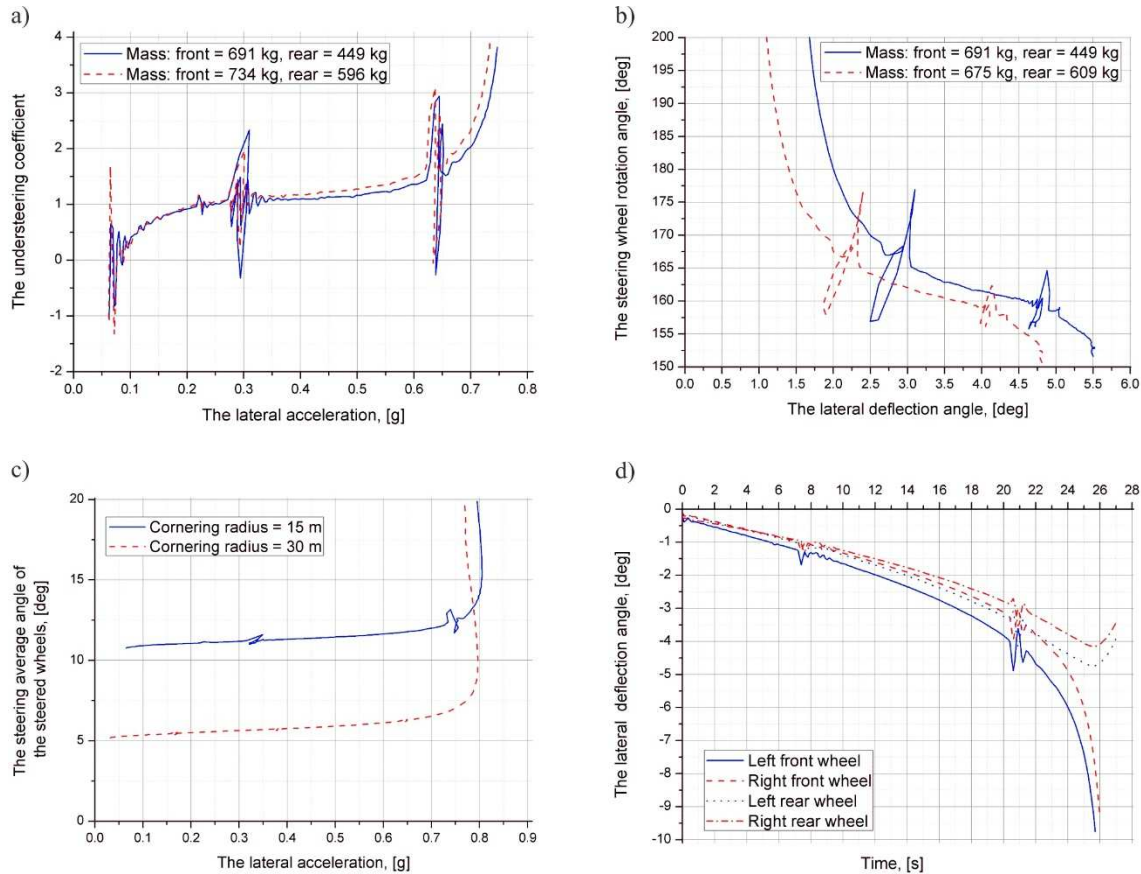 a)
Mass: front = 691 kg, rear = 449 kg
Mass: front = 734 kg, rear = 596 kg
The understeering coefficient
4
3
2
1
0
-1
-2
0.0 0.1 0.2 0.3 0.4 0.5 0.6 0.7 0.8
The lateral acceleration, [g]
b)
Mass: front = 691 kg, rear = 449 kg
Mass: front = 675 kg, rear = 609 kg
The steering wheel rotation angle, [deg]
200
195
190
185
180
175
170
165
160
155
150
0.0 0.5 1.0 1.5 2.0 2.5 3.0 3.5 4.0 4.5 5.0 5.5 6.0
The lateral deflection angle, [deg]
c)
Cornering radius = 15 m
Cornering radius = 30 m
The steering average angle of
the steered wheels, [deg]
20
15
10
5
0
0.0 0.1 0.2 0.3 0.4 0.5 0.6 0.7 0.8 0.9
The lateral acceleration, [g]
d)
0 2 4 6 8 10 12 14 16 18 20 22 24 26 28
The lateral deflection angle, [deg]
0
-1
-2
-3
-4
-5
-6
-7
-8
-9
-10
Left front wheel
Right front wheel
Left rear wheel
Right rear wheel
Time, [s]